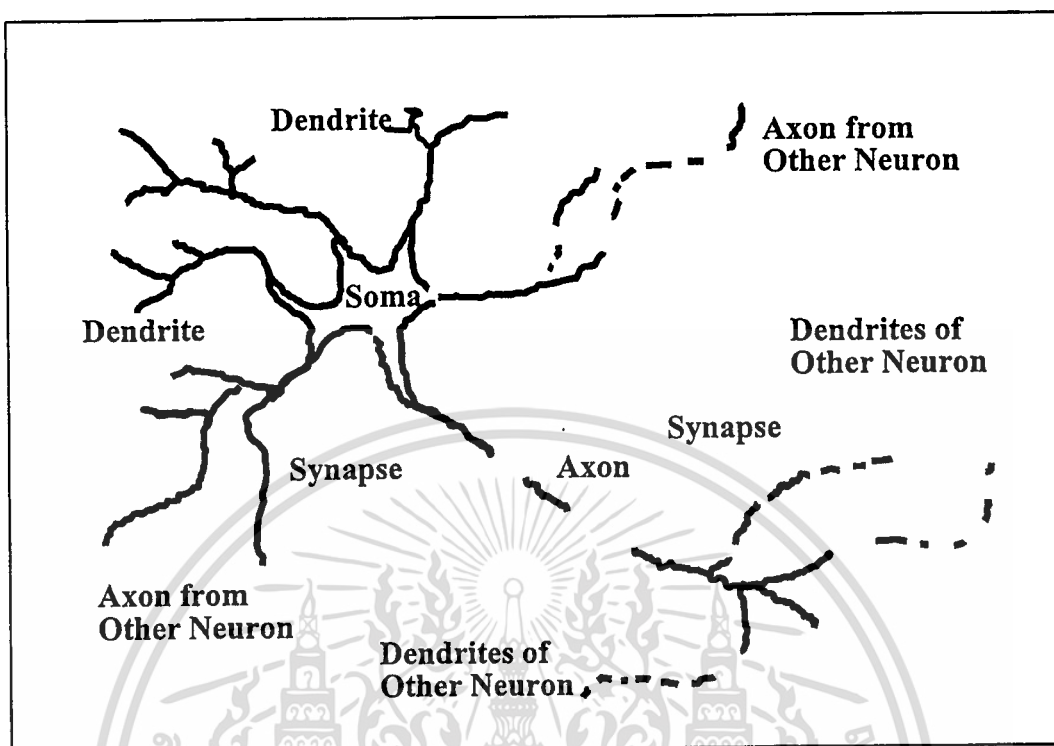 Dendrite
Axon from
Other Neuron
Soma
Dendrite
Dendrites of
Other Neuron
Synapse
Synapse
Axon
Axon from
Other Neuron
Dendrites of
Other Neuron